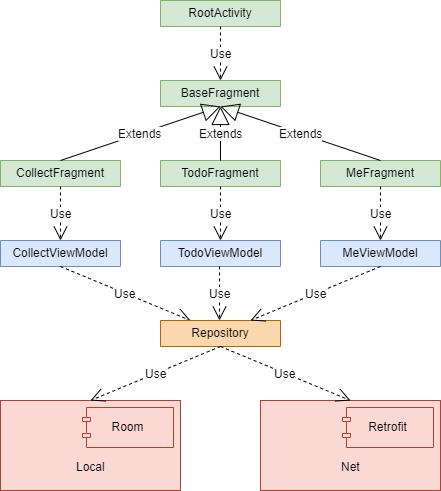 RootActivity
Use
BaseFragment
Extends Extends Extends
CollectFragment TodoFragment MeFragment
Use Use Use
CollectViewModel TodoViewModel MeViewModel
Use Use Use
Repository
Use Use
Room Retrofit
Local Net